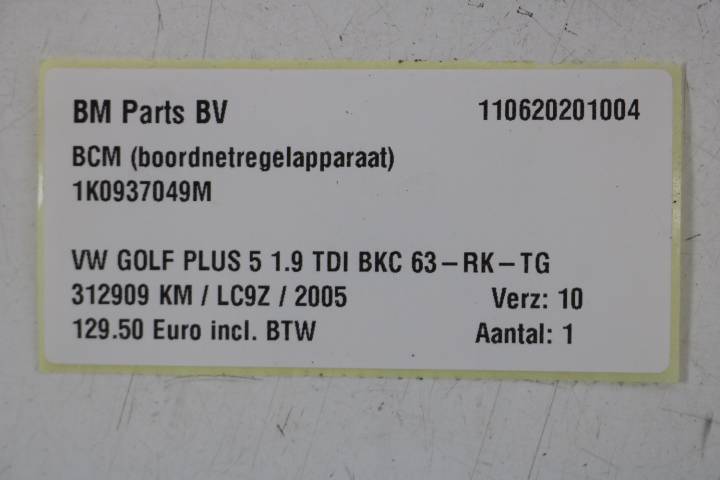 BM Parts BV 110620201004
BCM (boordnetregelapparaat)
1K0937049M
VW GOLF PLUS 5 1.9 TDI BKC 63-RK-TG
312909 KM / LC9Z / 2005 Verz: 10
129.50 Euro incl. BTW Aantal: 1